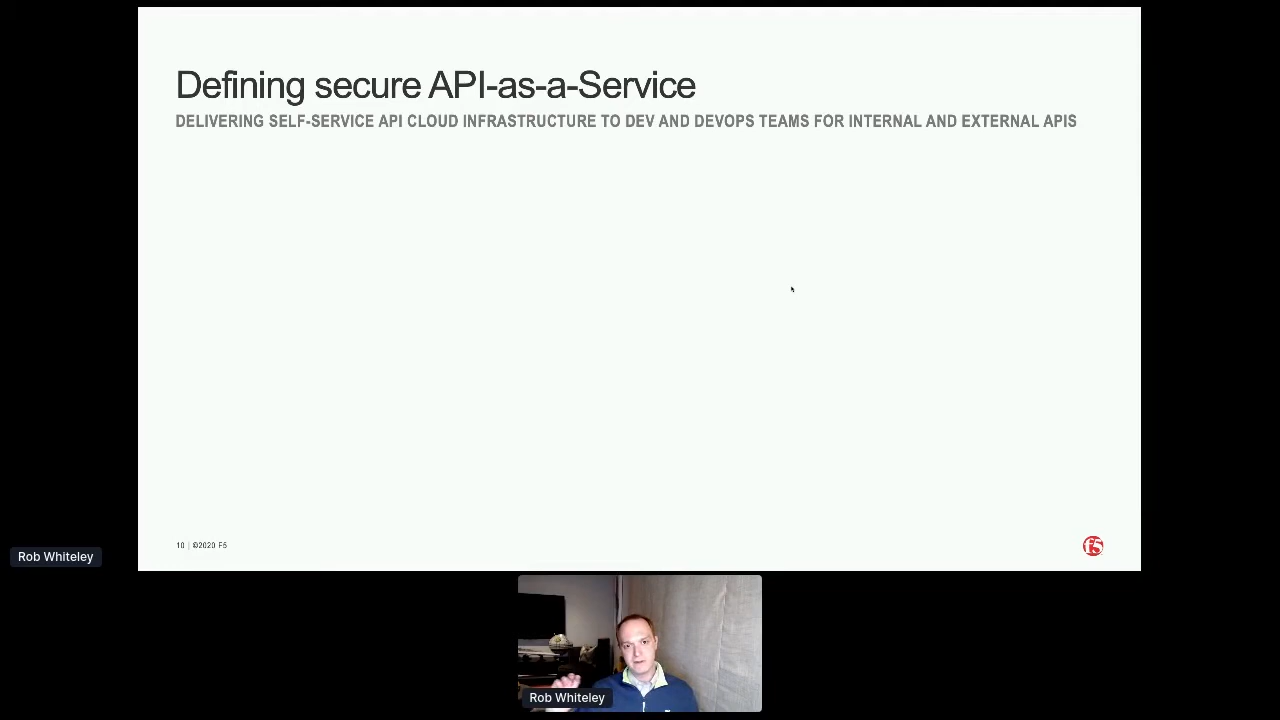 Defining secure API-as-a-Service
DELIVERING SELF-SERVICE API CLOUD INFRASTRUCTURE TO DEV AND DEVOPS TEAMS FOR INTERNAL AND EXTERNAL APIS
10 | ©2020 F5
f5
Rob Whiteley
Rob Whiteley